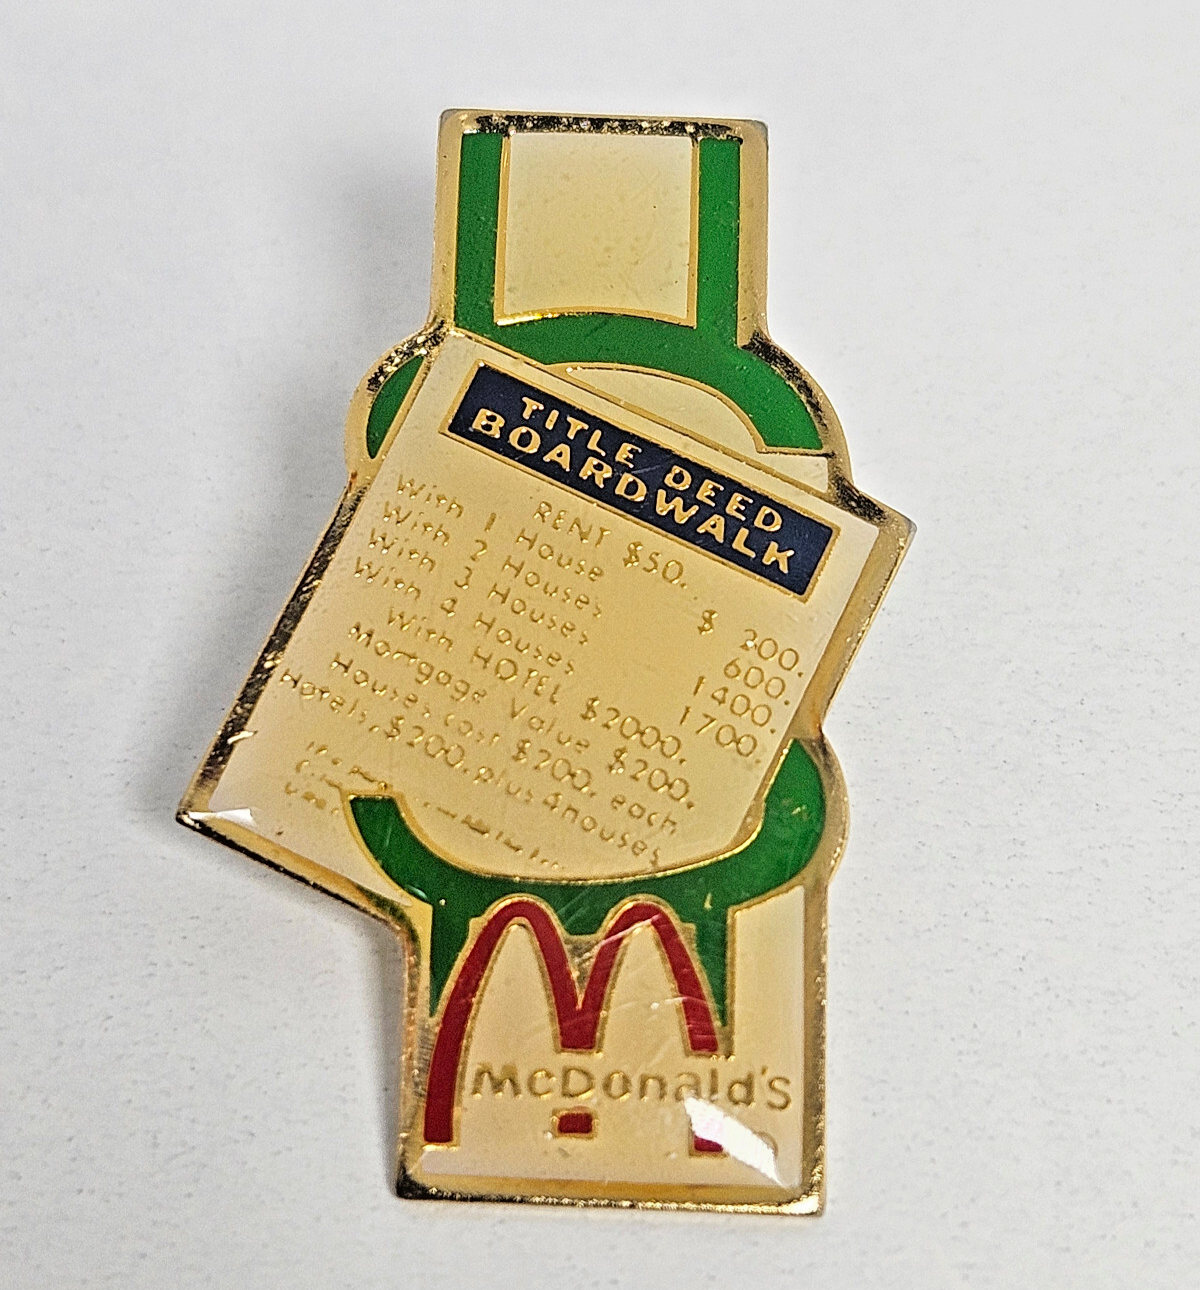 TITLE DEED
BOARDWALK
RENT $50.
With 1 House $ 200.
With 2 Houses 600.
With 3 Houses 1400.
With 4 Houses 1700.
With HOTEL $2000.
Mortgage Value $200.
Houses cost $200. each
Hotels, $200. plus 4 houses
McDonald's